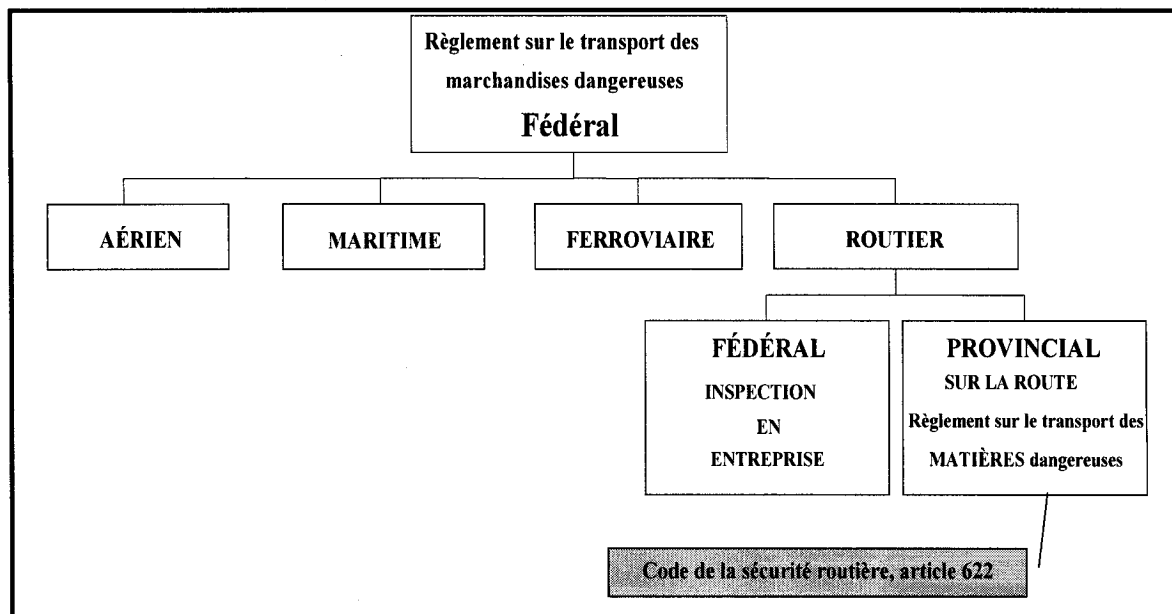 Règlement sur le transport des
marchandises dangereuses
Fédéral
AÉRIEN
MARITIME
FERROVIAIRE
ROUTIER
FÉDÉRAL
INSPECTION
EN
ENTREPRISE
PROVINCIAL
SUR LA ROUTE
Règlement sur le transport des
MATIÈRES dangereuses
Code de la sécurité routière, article 622